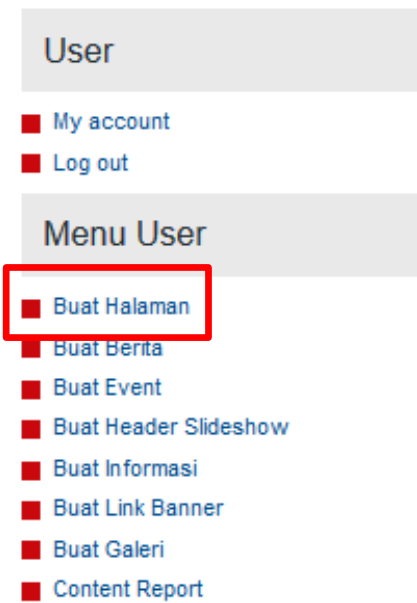 User
My account
Log out
Menu User
Buat Halaman
Buat Berita
Buat Event
Buat Header Slideshow
Buat Informasi
Buat Link Banner
Buat Galeri
Content Report